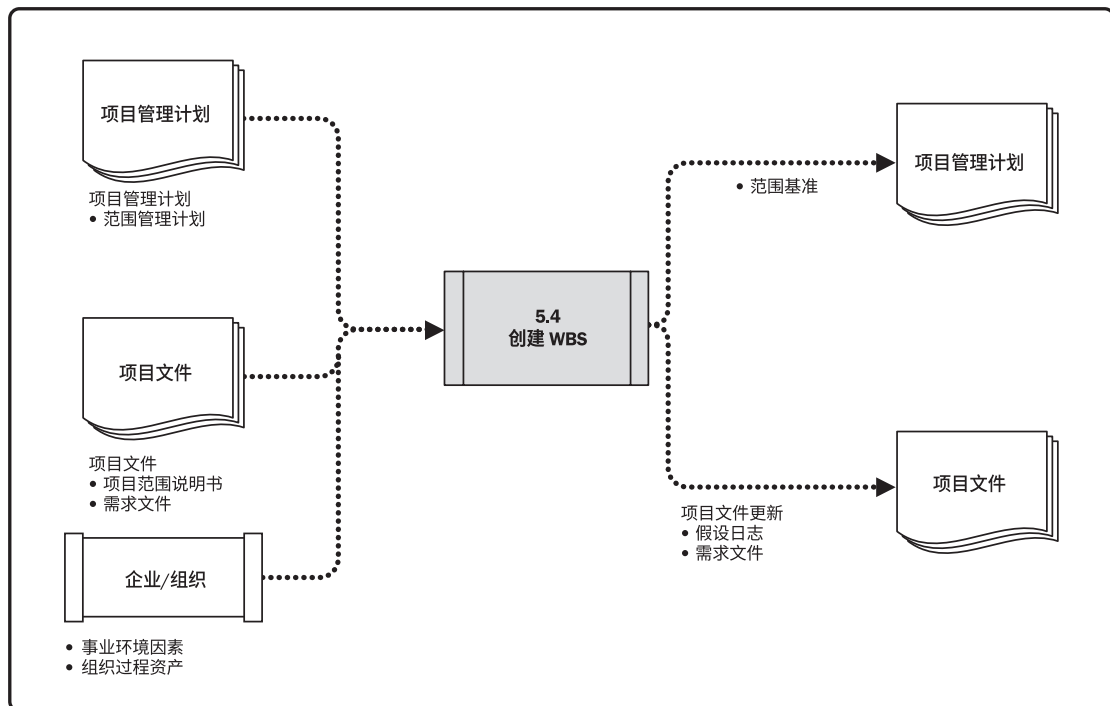 项目管理计划
项目管理计划
• 范围管理计划
项目文件
项目文件
• 项目范围说明书
• 需求文件
企业/组织
• 事业环境因素
• 组织过程资产
5.4
创建 WBS
• 范围基准
项目管理计划
项目文件更新
• 假设日志
• 需求文件
项目文件